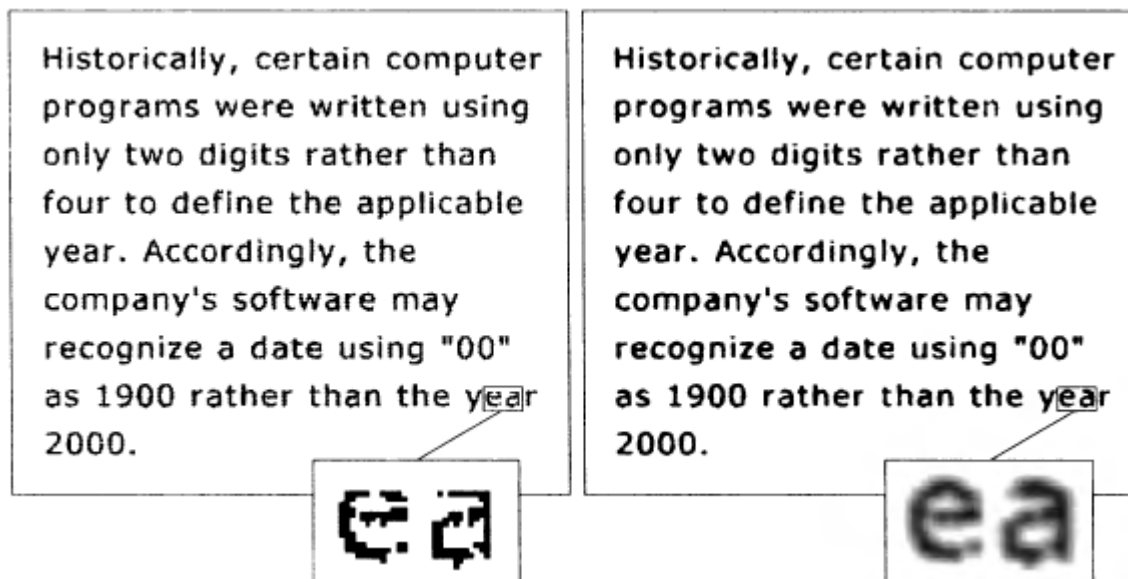 Historically, certain computer
programs were written using
only two digits rather than
four to define the applicable
year. Accordingly, the
company's software may
recognize a date using "00"
as 1900 rather than the year
2000.
ea
Historically, certain computer
programs were written using
only two digits rather than
four to define the applicable
year. Accordingly, the
company's software may
recognize a date using "00"
as 1900 rather than the year
2000.
ea